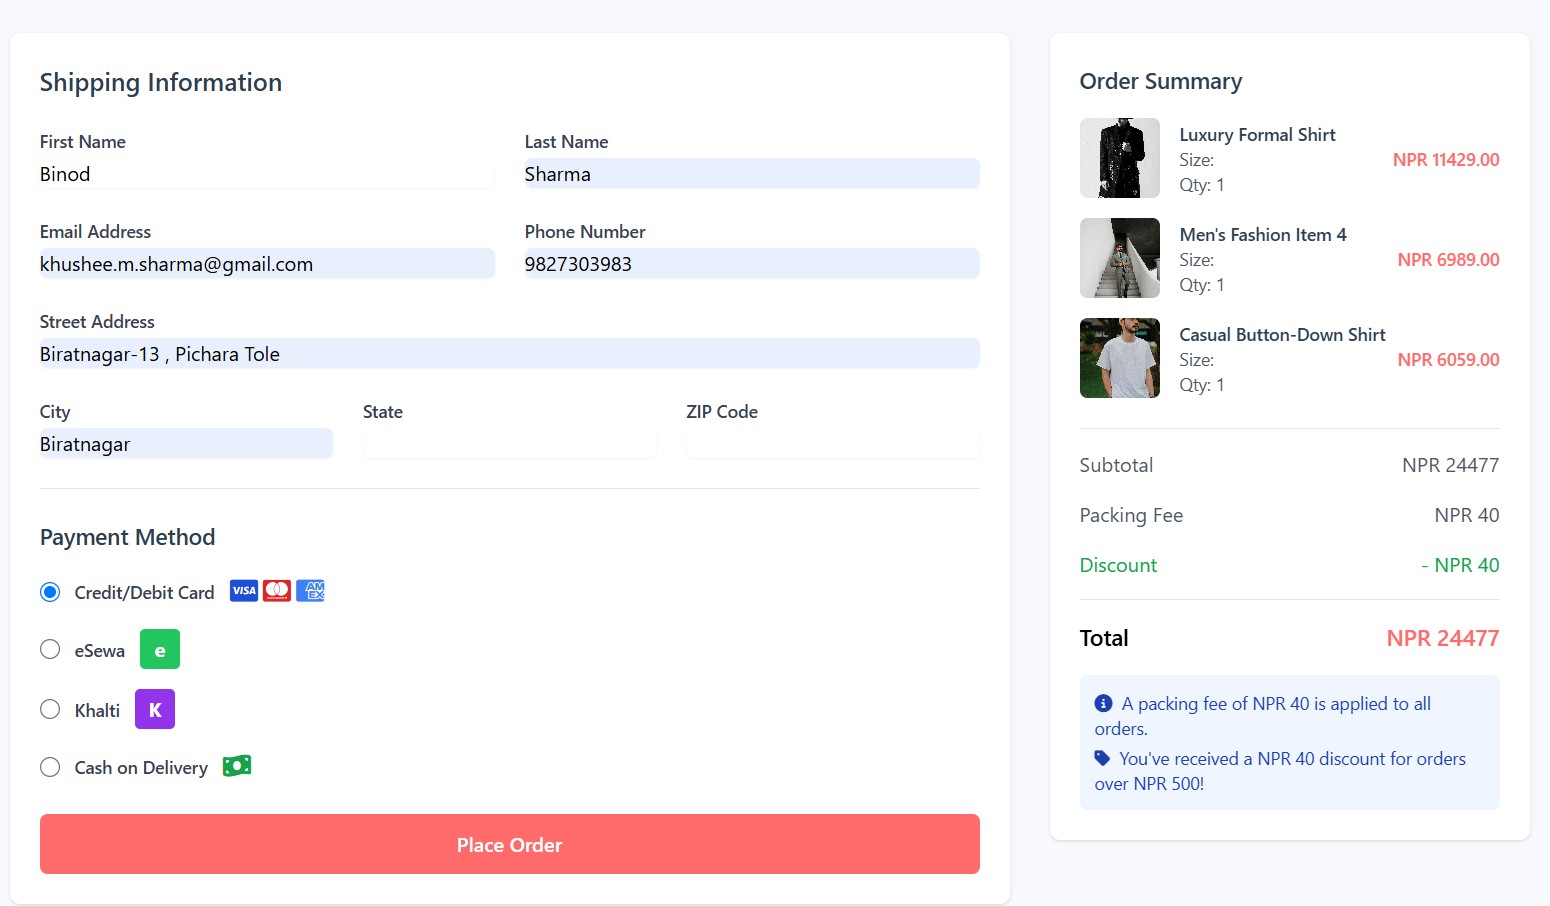 Shipping Information
First Name
Last Name
Binod
Sharma
Email Address
Phone Number
khushee.m.sharma@gmail.com
9827303983
Street Address
Biratnagar-13 , Pichara Tole
City
State
ZIP Code
Biratnagar
Payment Method
Credit/Debit Card
VISA
AM
EX
eSewa
e
Khalti
K
Cash on Delivery
Place Order
Order Summary
Luxury Formal Shirt
Size:
NPR 11429.00
Qty: 1
Men's Fashion Item 4
Size:
NPR 6989.00
Qty: 1
Casual Button-Down Shirt
Size:
NPR 6059.00
Qty: 1
Subtotal
NPR 24477
Packing Fee
NPR 40
Discount
- NPR 40
Total
NPR 24477
A packing fee of NPR 40 is applied to all
orders.
You've received a NPR 40 discount for orders
over NPR 500!